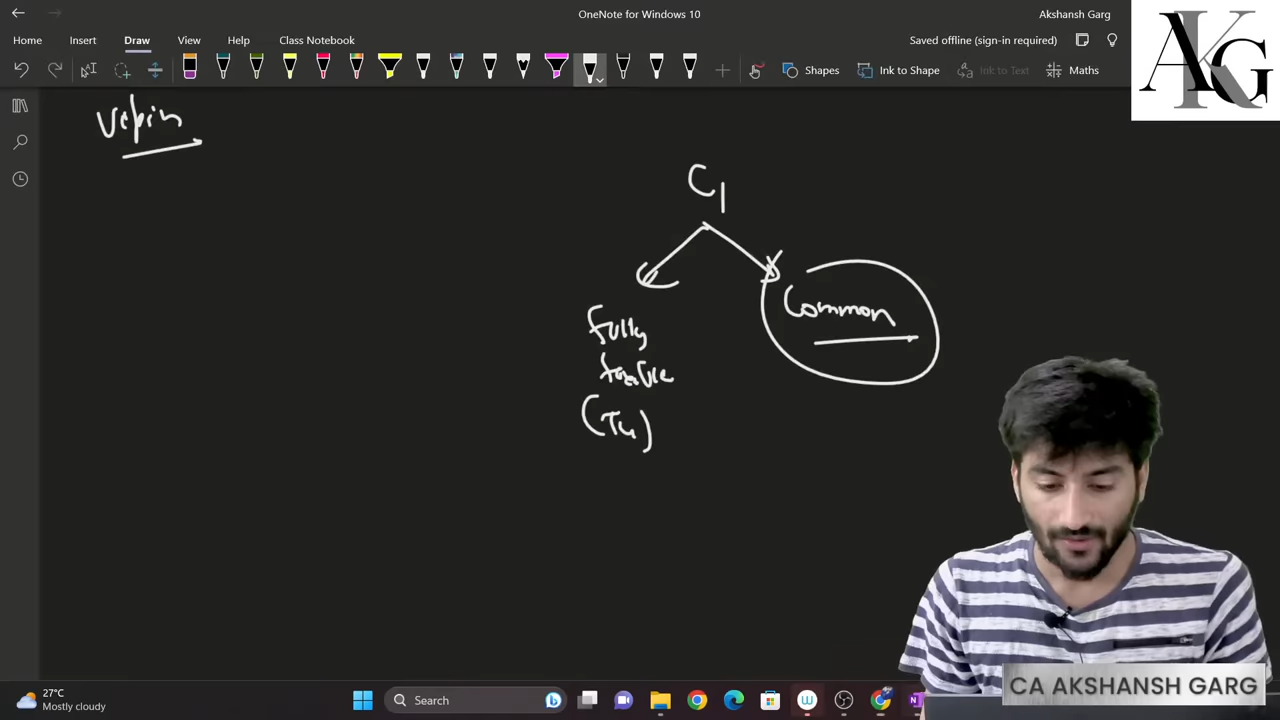 OneNote for Windows 10
Akshansh Garg
Home Insert Draw View Help Class Notebook
Saved offline (sign-in required)
Shapes Ink to Shape Ink to Text Maths
AKG
Vipin
C1
fully
Common
taxable
(T4)
CA AKSHANSH GARG
27°C
Mostly cloudy
Search